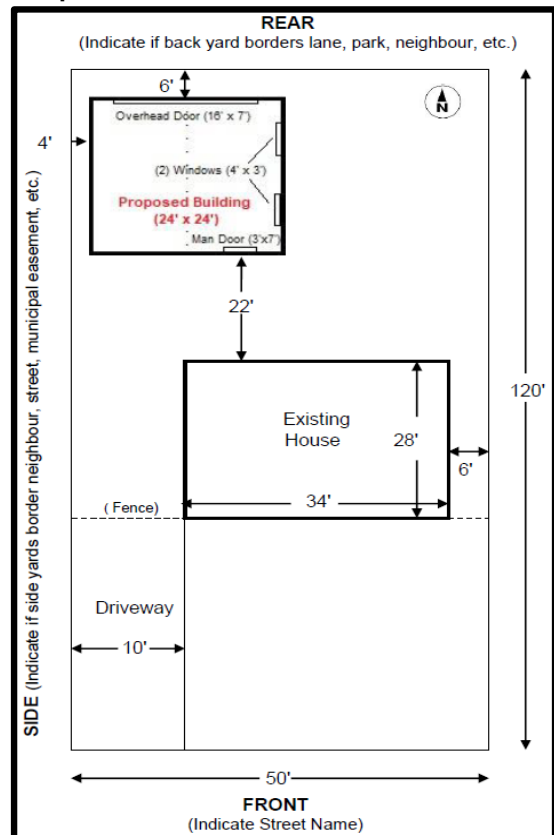 REAR
(Indicate if back yard borders lane, park, neighbour, etc.)
6'
N
Overhead Door (16' x 7')
4'
(2) Windows (4' x 3')
Proposed Building
(24' x 24')
Man Door (3'x7')
22'
120'
Existing
House
28'
6'
34'
( Fence)
Driveway
10'
SIDE (Indicate if side yards border neighbour, street, municipal easement, etc.)
50'
FRONT
(Indicate Street Name)